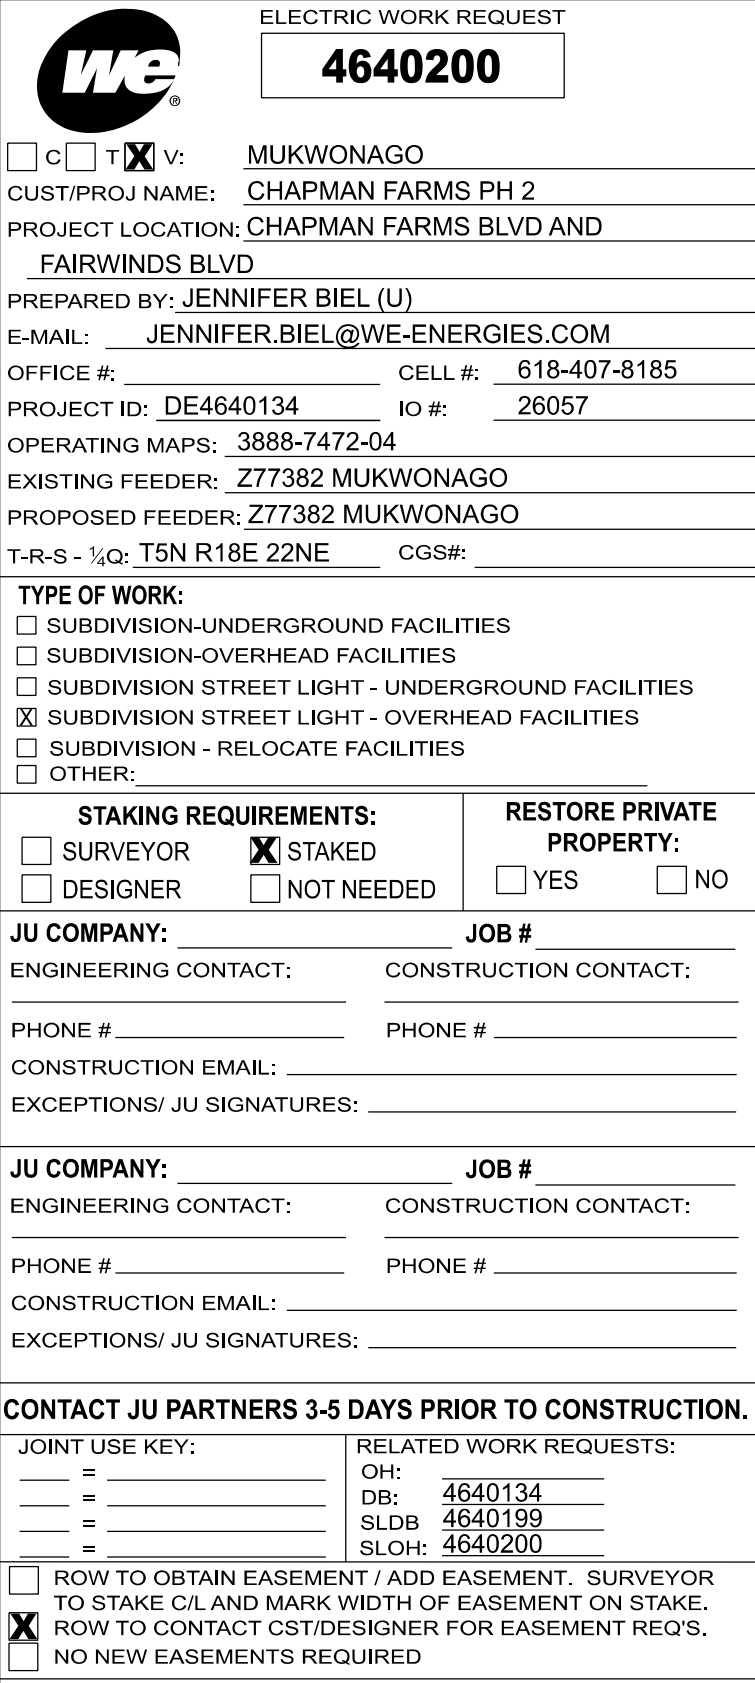 ELECTRIC WORK REQUEST
we®
4640200
C T X V: MUKWONAGO
CUST/PROJ NAME: CHAPMAN FARMS PH 2
PROJECT LOCATION: CHAPMAN FARMS BLVD AND
FAIRWINDS BLVD
PREPARED BY: JENNIFER BIEL (U)
E-MAIL: JENNIFER.BIEL@WE-ENERGIES.COM
OFFICE #: CELL #: 618-407-8185
PROJECT ID: DE4640134 IO #: 26057
OPERATING MAPS: 3888-7472-04
EXISTING FEEDER: Z77382 MUKWONAGO
PROPOSED FEEDER: Z77382 MUKWONAGO
T-R-S - ¼Q: T5N R18E 22NE CGS#:
TYPE OF WORK:
SUBDIVISION-UNDERGROUND FACILITIES
SUBDIVISION-OVERHEAD FACILITIES
SUBDIVISION STREET LIGHT - UNDERGROUND FACILITIES
X SUBDIVISION STREET LIGHT - OVERHEAD FACILITIES
SUBDIVISION - RELOCATE FACILITIES
OTHER:
STAKING REQUIREMENTS:
SURVEYOR X STAKED
DESIGNER NOT NEEDED
RESTORE PRIVATE
PROPERTY:
YES NO
JU COMPANY: JOB #
ENGINEERING CONTACT: CONSTRUCTION CONTACT:
PHONE # PHONE #
CONSTRUCTION EMAIL:
EXCEPTIONS/ JU SIGNATURES:
JU COMPANY: JOB #
ENGINEERING CONTACT: CONSTRUCTION CONTACT:
PHONE # PHONE #
CONSTRUCTION EMAIL:
EXCEPTIONS/ JU SIGNATURES:
CONTACT JU PARTNERS 3-5 DAYS PRIOR TO CONSTRUCTION.
JOINT USE KEY:
=
=
=
=
RELATED WORK REQUESTS:
OH:
DB: 4640134
SLDB 4640199
SLOH: 4640200
ROW TO OBTAIN EASEMENT / ADD EASEMENT. SURVEYOR
TO STAKE C/L AND MARK WIDTH OF EASEMENT ON STAKE.
X ROW TO CONTACT CST/DESIGNER FOR EASEMENT REQ'S.
NO NEW EASEMENTS REQUIRED